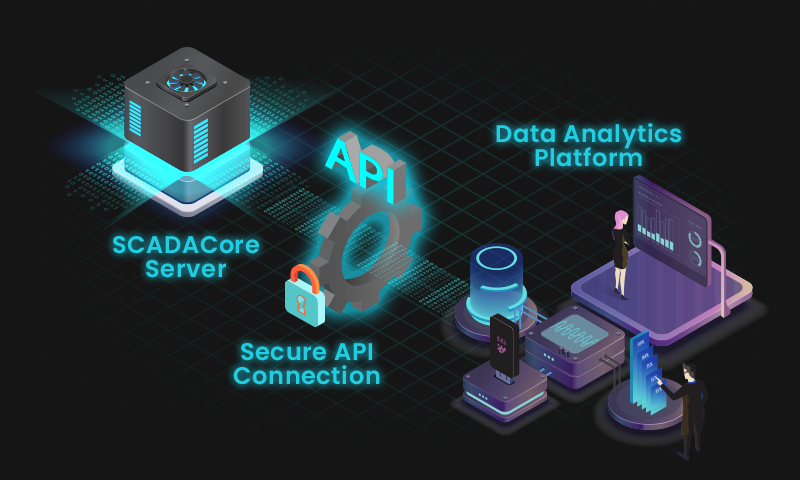 API
Data Analytics
Platform
SCADACore
Server
Secure API
Connection